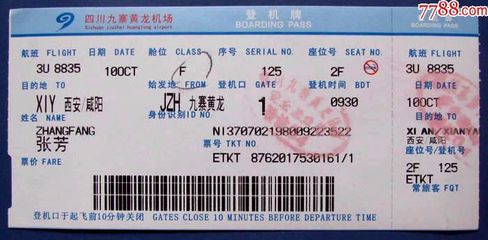 7788.com
四川九寨黄龙机场
Sichuan jiuzhai Huanglong airport
登机牌
BOARDING PASS
航班 FLIGHT 日期 DATE 舱位 CLASS 序号 SERIAL NO. 座位号 SEAT NO. 航班 FLIGHT
3U 8835 10OCT F 125 2F 3U 8835
目的地 TO 始发地 FROM 登机口 GATE 登机时间 BDT 目的地 TO
XIY 西安/咸阳 JZH 九寨黄龙 1 0930 XI AN/XIANYA
姓名 NAME 身份识别 ID NO. 西安/咸阳
ZHANGFANG NI370702198009223522 座位号/登机号
张芳 票号 TKT NO 2F 125
票价 FARE ETKT 8762017530161/1 常旅客 FQT
ETKT
登机口于起飞前10分钟关闭 GATES CLOSE 10 MINUTES BEFORE DEPARTURE TIME